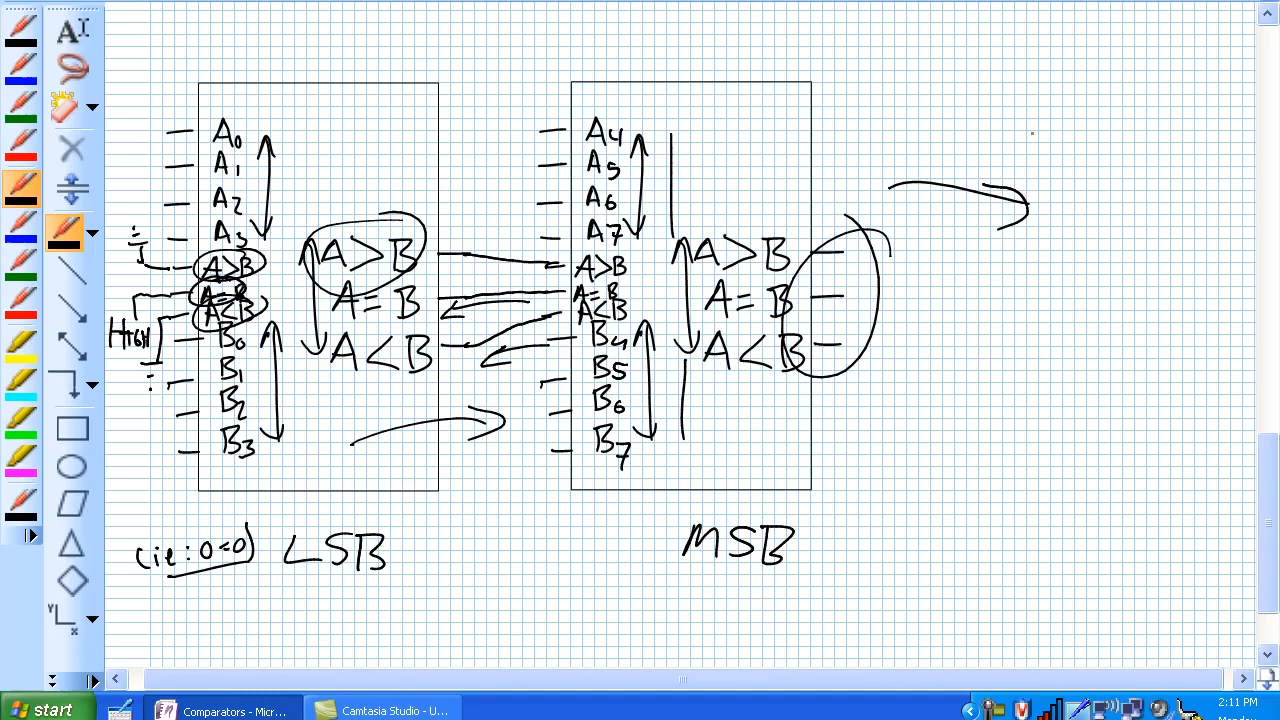 A0
A1
A2
A3
A>B
A=B
A<B
B0
B1
B2
B3
HIGH
A>B
A=B
A<B
(ie: 0=0) LSB
A4
A5
A6
A7
A>B
A=B
A<B
B4
B5
B6
B7
A>B
A=B
A<B
MSB
start
Comparators - Micr...
Camtasia Studio - U...
2:11 PM
Monday